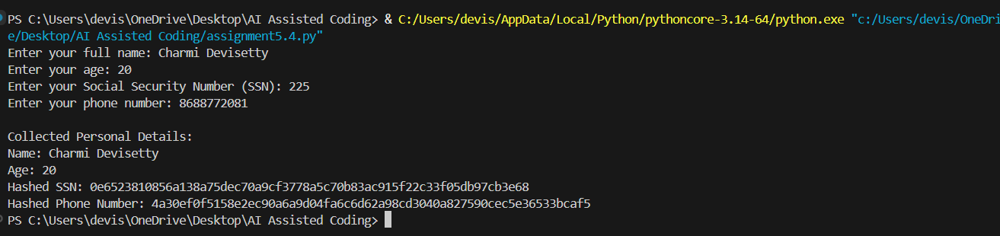 PS C:\Users\devis\OneDrive\Desktop\AI Assisted Coding> & C:/Users/devis/AppData/Local/Python/pythoncore-3.14-64/python.exe "c:/Users/devis/OneDri
e/Desktop/AI Assisted Coding/assignment5.4.py"
Enter your full name: Charmi Devisetty
Enter your age: 20
Enter your Social Security Number (SSN): 225
Enter your phone number: 8688772081
Collected Personal Details:
Name: Charmi Devisetty
Age: 20
Hashed SSN: 0e6523810856a138a75dec70a9cf3778a5c70b83ac915f22c33f05db97cb3e68
Hashed Phone Number: 4a30ef0f5158e2ec90a6a9d04fa6c6d62a98cd3040a827590cec5e36533bcaf5
PS C:\Users\devis\OneDrive\Desktop\AI Assisted Coding>